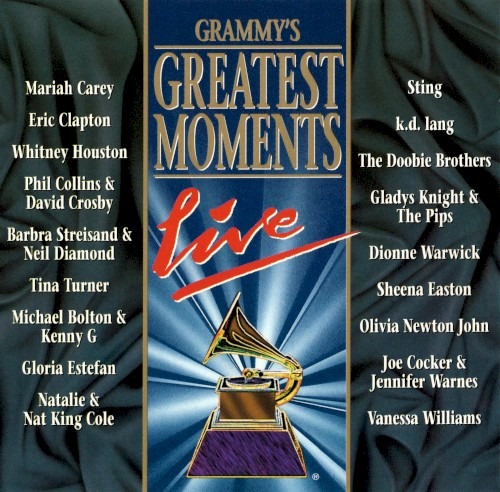 GRAMMY'S
GREATEST
MOMENTS
Live
Mariah Carey
Eric Clapton
Whitney Houston
Phil Collins &
David Crosby
Barbra Streisand &
Neil Diamond
Tina Turner
Michael Bolton &
Kenny G
Gloria Estefan
Natalie &
Nat King Cole
Sting
k.d. lang
The Doobie Brothers
Gladys Knight &
The Pips
Dionne Warwick
Sheena Easton
Olivia Newton John
Joe Cocker &
Jennifer Warnes
Vanessa Williams
®